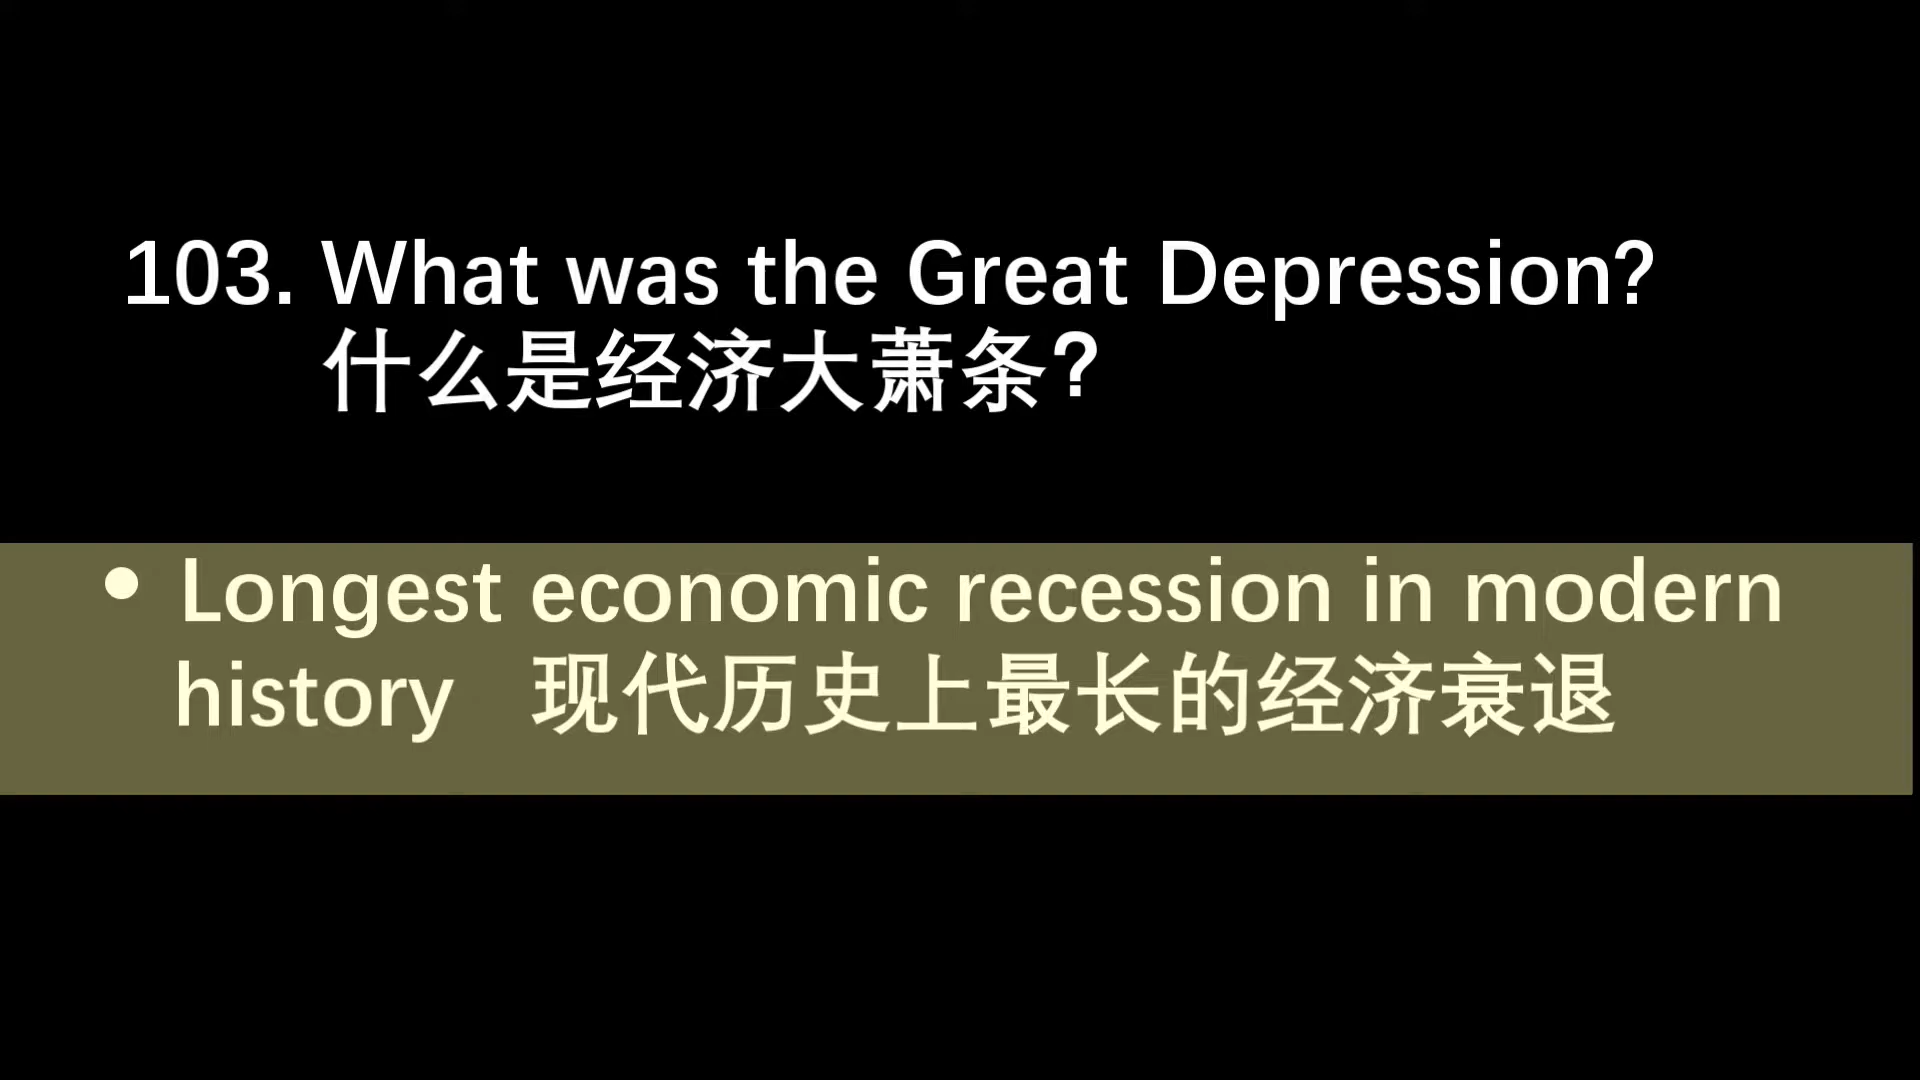 103. What was the Great Depression?
什么是经济大萧条?
• Longest economic recession in modern
history 现代历史上最长的经济衰退